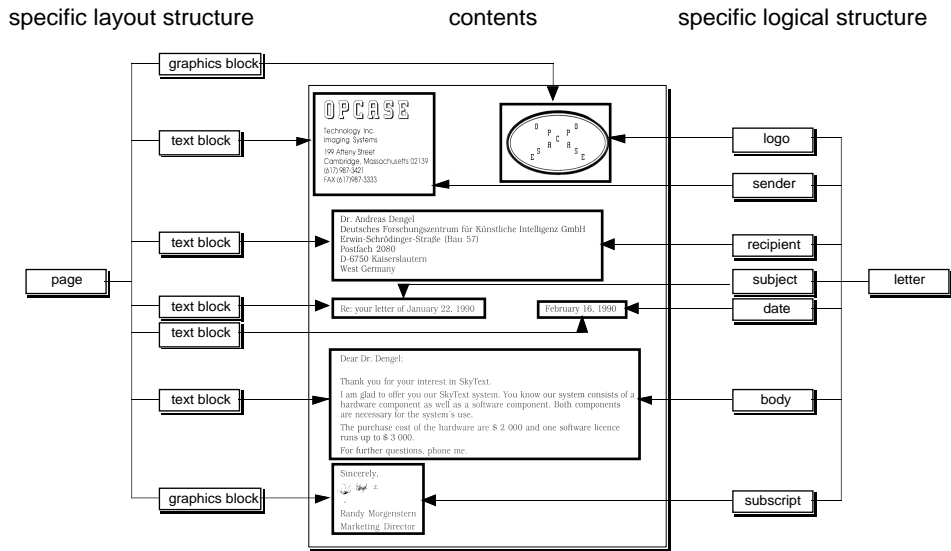 specific layout structure
contents
specific logical structure
graphics block
text block
text block
page
text block
text block
text block
graphics block
OPCASE
Technology Inc.
Imaging Systems
199 Atteny Street
Cambridge, Massachusetts 02139
(617) 987-3421
FAX (617)987-3333
O P C P D
E S A A S E
Dr. Andreas Dengel
Deutsches Forschungszentrum für Künstliche Intelligenz GmbH
Erwin-Schrödinger-Straße (Bau 57)
Postfach 2080
D-6750 Kaiserslautern
West Germany
Re: your letter of January 22, 1990
February 16, 1990
Dear Dr. Dengel:
Thank you for your interest in SkyText.
I am glad to offer you our SkyText system. You know our system consists of a
hardware component as well as a software component. Both components
are necessary for the system´s use.
The purchase cost of the hardware are $ 2 000 and one software licence
runs up to $ 3 000.
For further questions, phone me.
Sincerely,
Randy Morgenstern
Marketing Director
logo
sender
recipient
subject
letter
date
body
subscript